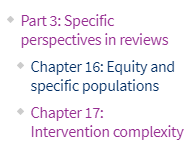 Part 3: Specific
perspectives in reviews
Chapter 16: Equity and
specific populations
Chapter 17:
Intervention complexity